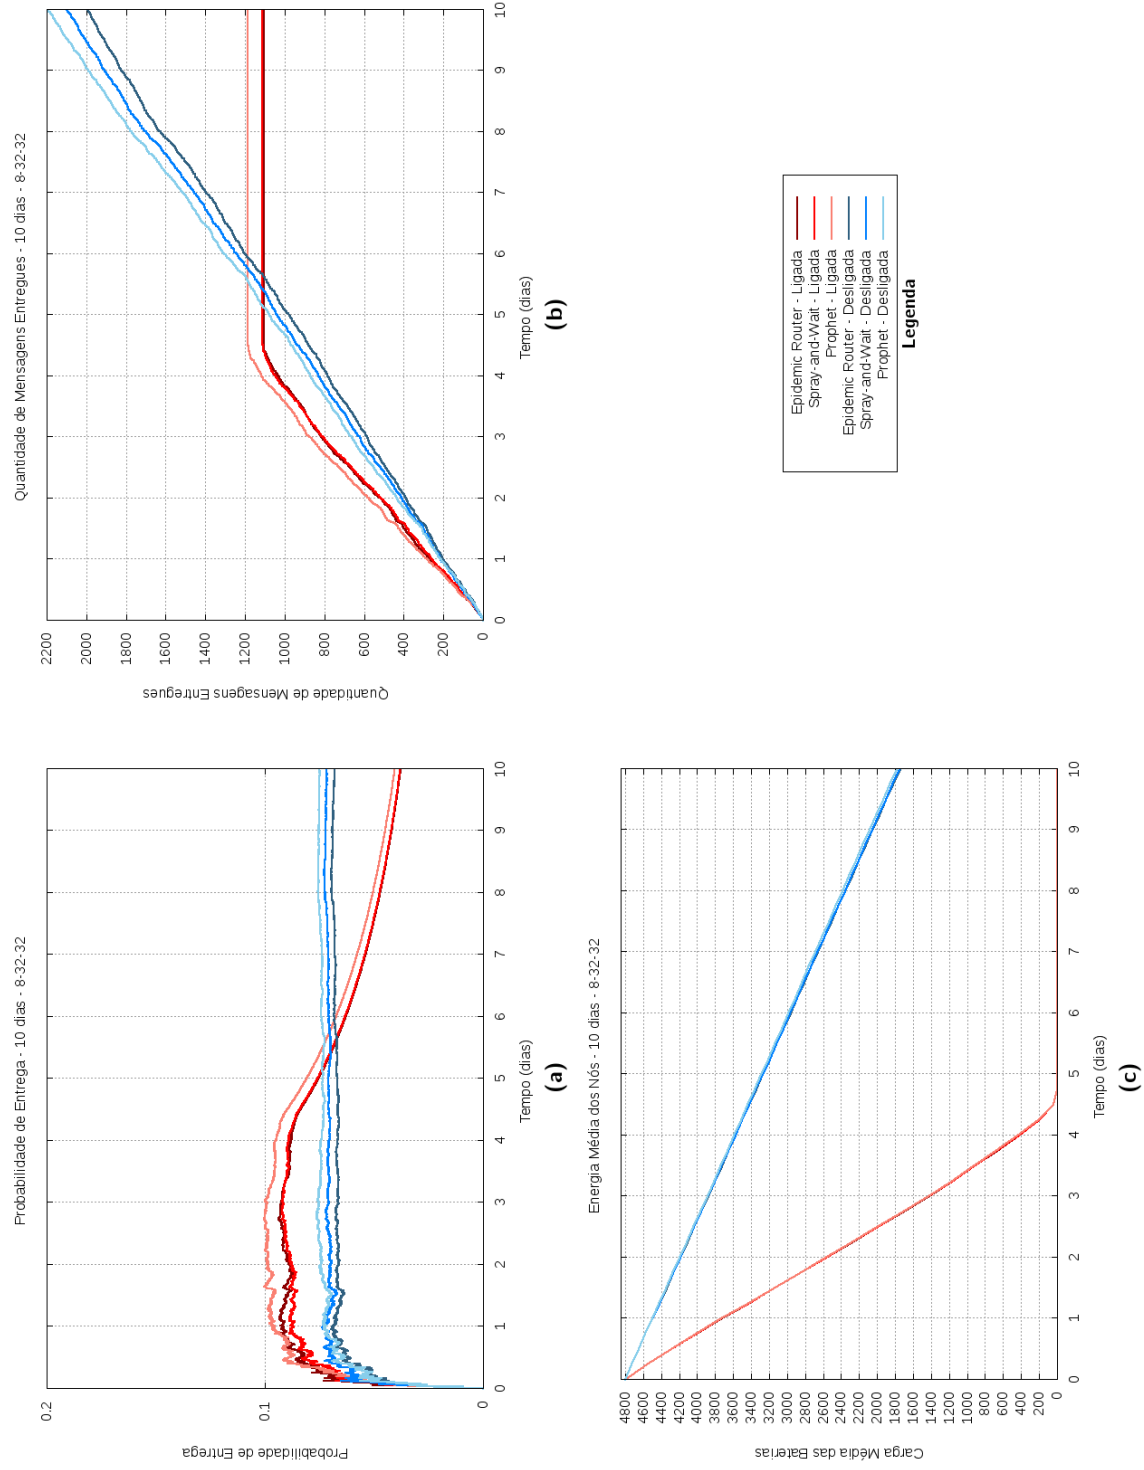 Probabilidade de Entrega - 10 dias - 8-32-32
Probabilidade de Entrega
0.2
0.1
0
0 1 2 3 4 5 6 7 8 9 10
Tempo (dias)
(a)
Quantidade de Mensagens Entregues - 10 dias - 8-32-32
Quantidade de Mensagens Entregues
2200
2000
1800
1600
1400
1200
1000
800
600
400
200
0
0 1 2 3 4 5 6 7 8 9 10
Tempo (dias)
(b)
Energia Média dos Nós - 10 dias - 8-32-32
Carga Média das Baterias
4800
4600
4400
4200
4000
3800
3600
3400
3200
3000
2800
2600
2400
2200
2000
1800
1600
1400
1200
1000
800
600
400
200
0
0 1 2 3 4 5 6 7 8 9 10
Tempo (dias)
(c)
Epidemic Router - Ligada
Spray-and-Wait - Ligada
Prophet - Ligada
Epidemic Router - Desligada
Spray-and-Wait - Desligada
Prophet - Desligada
Legenda